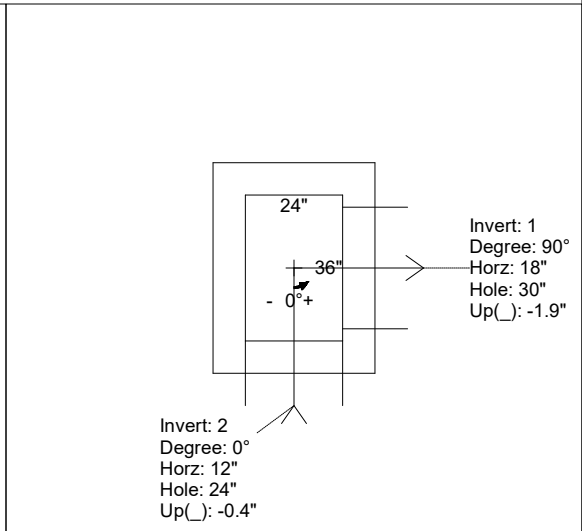 24"
36"
- 0°+
Invert: 1
Degree: 90°
Horz: 18"
Hole: 30"
Up(_): -1.9"
Invert: 2
Degree: 0°
Horz: 12"
Hole: 24"
Up(_): -0.4"